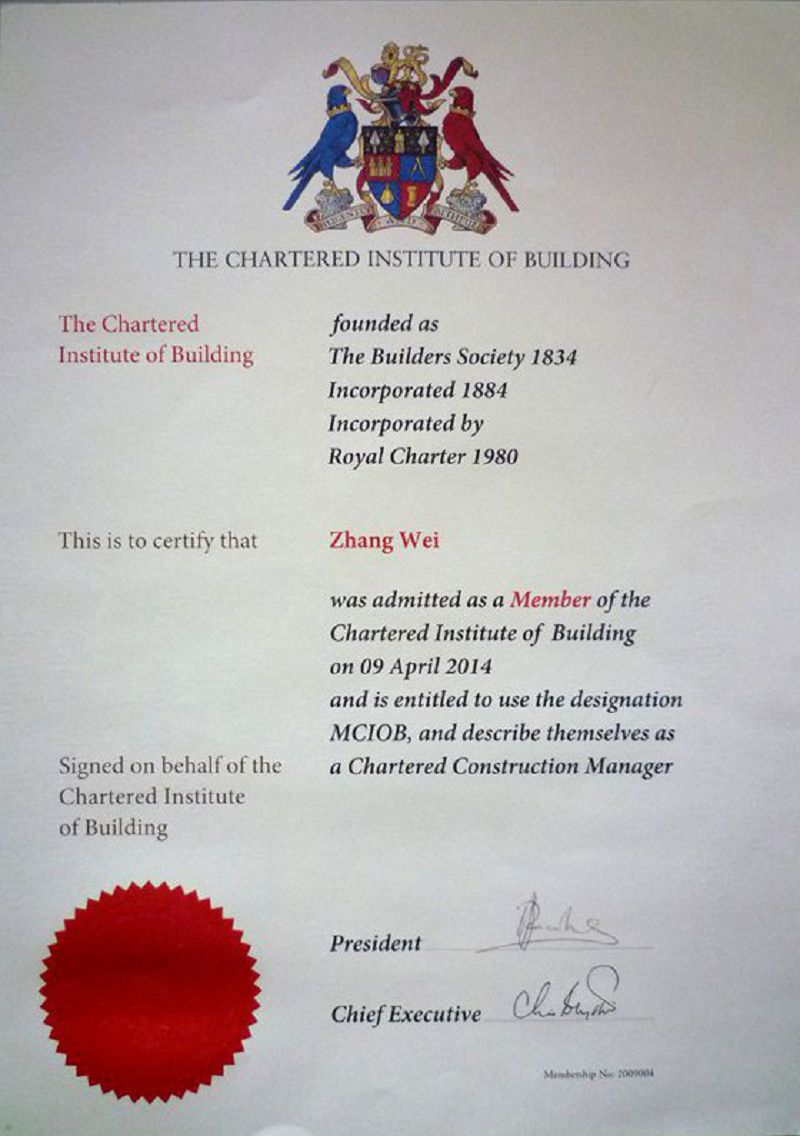 THE CHARTERED INSTITUTE OF BUILDING
The Chartered
Institute of Building
founded as
The Builders Society 1834
Incorporated 1884
Incorporated by
Royal Charter 1980
This is to certify that
Zhang Wei
was admitted as a Member of the
Chartered Institute of Building
on 09 April 2014
and is entitled to use the designation
MCIOB, and describe themselves as
a Chartered Construction Manager
Signed on behalf of the
Chartered Institute
of Building
President
Chief Executive
Membership No: 2009004